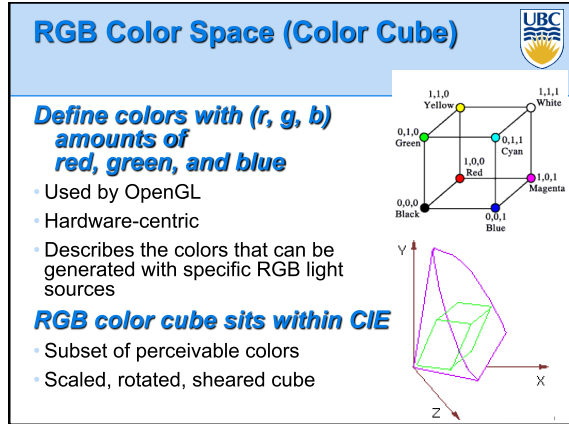 RGB Color Space (Color Cube)
UBC
Define colors with (r, g, b)
amounts of
red, green, and blue
Used by OpenGL
Hardware-centric
Describes the colors that can be
generated with specific RGB light
sources
RGB color cube sits within CIE
Subset of perceivable colors
Scaled, rotated, sheared cube
1,1,0
Yellow
1,1,1
White
0,1,0
Green
0,1,1
Cyan
1,0,0
Red
1,0,1
Magenta
0,0,0
Black
0,0,1
Blue
Y
X
Z